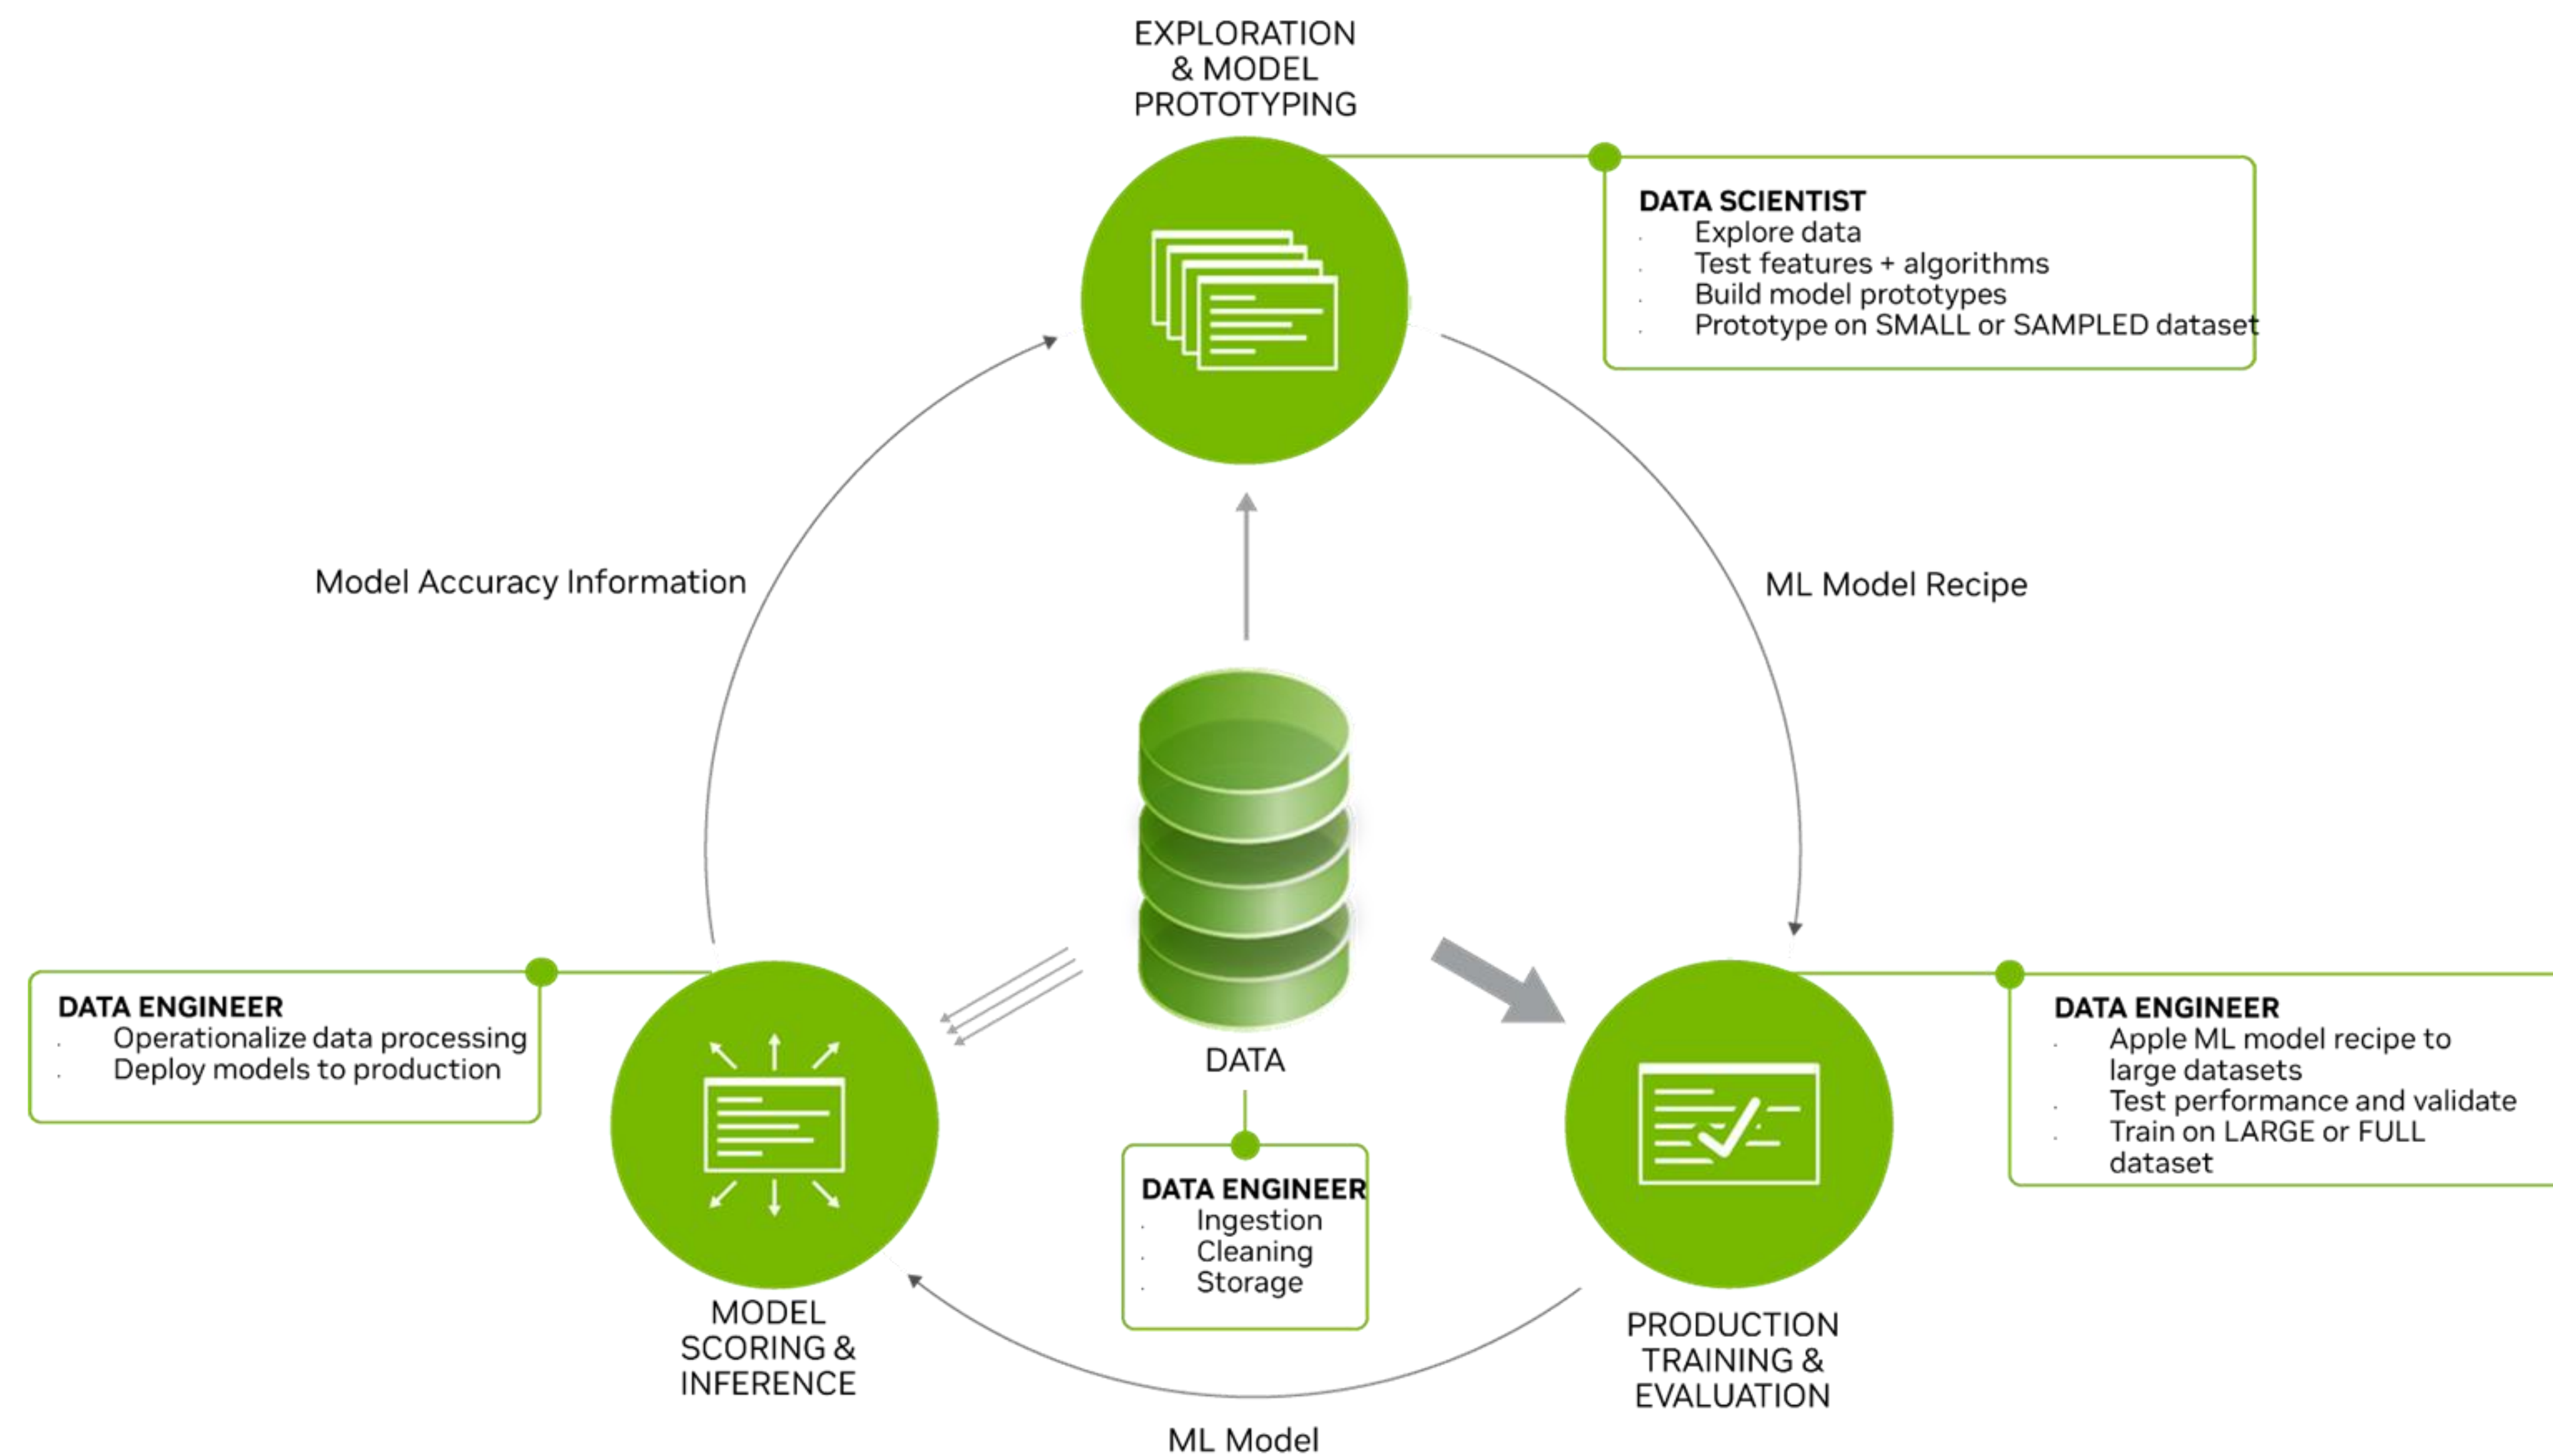 EXPLORATION
& MODEL
PROTOTYPING
DATA SCIENTIST
· Explore data
· Test features + algorithms
· Build model prototypes
· Prototype on SMALL or SAMPLED dataset
Model Accuracy Information
ML Model Recipe
DATA ENGINEER
· Operationalize data processing
· Deploy models to production
DATA
DATA ENGINEER
· Apple ML model recipe to
large datasets
· Test performance and validate
· Train on LARGE or FULL
dataset
DATA ENGINEER
· Ingestion
· Cleaning
· Storage
MODEL
SCORING &
INFERENCE
PRODUCTION
TRAINING &
EVALUATION
ML Model